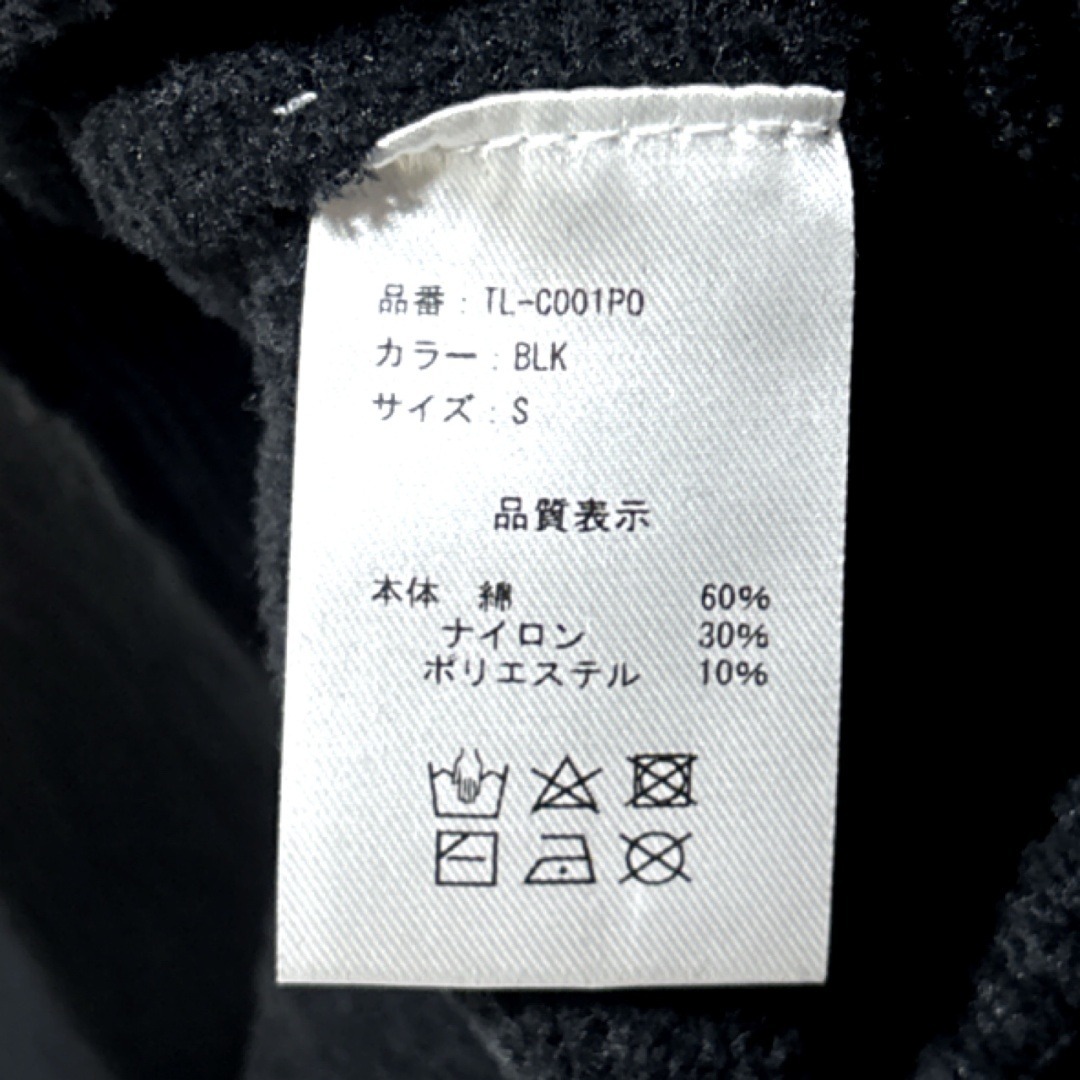 品番:TL-C001PO
カラー:BLK
サイズ:S
品質表示
本体 綿 60%
ナイロン 30%
ポリエステル 10%